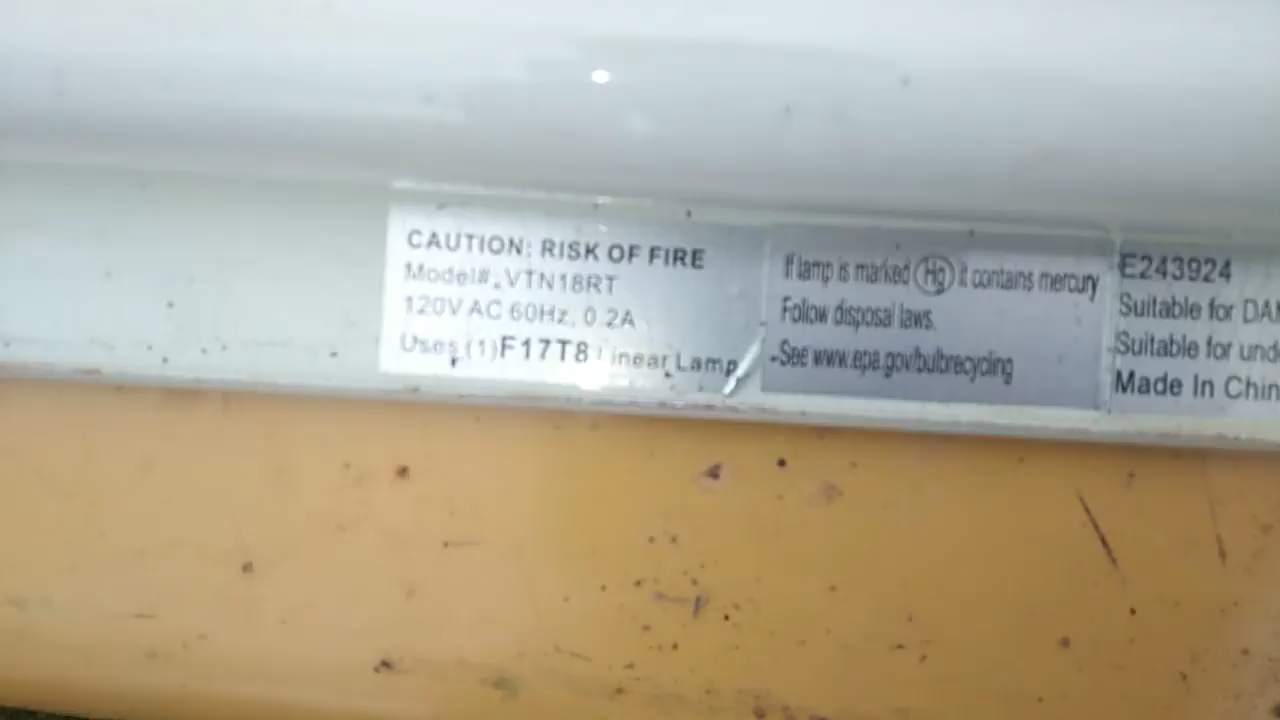 CAUTION: RISK OF FIRE
Model#. VTN18RT
120V AC 60Hz, 0.2A
Uses (1)F17T8 Linear Lamp
If lamp is marked Hg it contains mercury
Follow disposal laws.
-See www.epa.gov/bulbrecycling
E243924
Suitable for
Suitable for
Made In